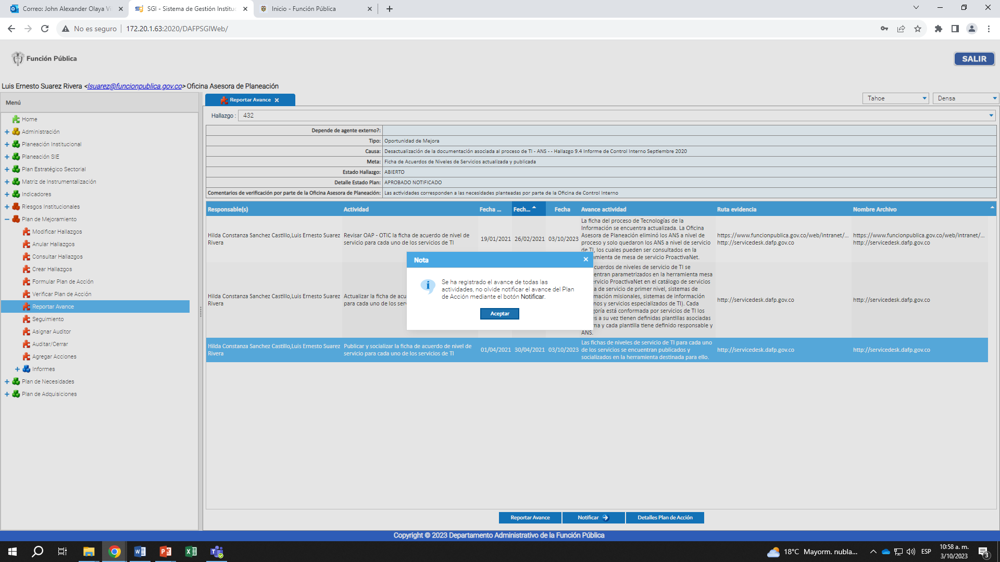 Correo: John Alexander Olaya Vi
SGI - Sistema de Gestión Instituc
Inicio - Función Pública
No es seguro
172.20.1.63:2020/DAFPSGIWeb/
Función Pública
SALIR
Luis Ernesto Suarez Rivera <lsuarez@funcionpublica.gov.co> Oficina Asesora de Planeación
Menú
Home
Administración
Planeación Institucional
Planeación SIE
Plan Estratégico Sectorial
Matriz de Instrumentalización
Indicadores
Riesgos Institucionales
Plan de Mejoramiento
Modificar Hallazgos
Anular Hallazgos
Consultar Hallazgos
Crear Hallazgos
Formular Plan de Acción
Verificar Plan de Acción
Reportar Avance
Seguimiento
Asignar Auditor
Auditar/Cerrar
Agregar Acciones
Informes
Plan de Necesidades
Plan de Adquisiciones
Reportar Avance
Tahoe
Densa
Hallazgo : 432
Depende de agente externo?:
Tipo: Oportunidad de Mejora
Causa: Desactualización de la documentación asociada al proceso de TI - ANS - - Hallazgo 9.4 Informe de Control Interno Septiembre 2020
Meta: Ficha de Acuerdos de Niveles de Servicios actualizada y publicada
Estado Hallazgo: ABIERTO
Detalle Estado Plan: APROBADO NOTIFICADO
Comentarios de verificación por parte de la Oficina Asesora de Planeación: Las actividades corresponden a las necesidades planteadas por parte de la Oficina de Control Interno
Responsable(s) Actividad Fecha ... Fech... Fecha Avance actividad Ruta evidencia Nombre Archivo
Hilda Constanza Sanchez Castillo,Luis Ernesto Suarez
Rivera
Revisar OAP - OTIC la ficha de acuerdo de nivel de
servicio para cada uno de los servicios de TI
19/01/2021
26/02/2021
03/10/2023
La ficha del proceso de Tecnologías de la
Información se encuentra actualizada. La Oficina
Asesora de Planeación eliminó los ANS a nivel de
proceso y solo quedaron los ANS a nivel de servicio
de TI, los cuales pueden ser consultados en la
amienta de mesa de servicio ProactivaNet.
https://www.funcionpublica.gov.co/web/intranet/...
http://servicedesk.dafp.gov.co
https://www.funcionpublica.gov.co/web/intranet/...
http://servicedesk.dafp.gov.co
Hilda Constanza Sanchez Castillo,Luis Ernesto Suarez
Rivera
Actualizar la ficha de acu
para cada uno de los ser
cuerdos de niveles de servicio de TI se
entran parametrizados en la herramienta mesa
ervicio ProactivaNet en el catálogo de servicios
a de servicio de primer nivel, sistemas de
mación misionales, sistemas de información
nos y servicios especializados de TI). Cada
goría está conformada por servicios de TI los
es a su vez tienen definidas plantillas asociadas
ma y cada plantilla tiene definido responsable y
ANS.
http://servicedesk.dafp.gov.co
http://servicedesk.dafp.gov.co
Hilda Constanza Sanchez Castillo,Luis Ernesto Suarez
Rivera
Publicar y socializar la ficha de acuerdo de nivel de
servicio para cada uno de los servicios de TI
01/04/2021
30/04/2021
03/10/2023
Las fichas de niveles de servicio de TI para cada uno
de los servicios se encuentran publicados y
socializados en la herramienta destinada para ello.
http://servicedesk.dafp.gov.co
http://servicedesk.dafp.gov.co
Nota
Se ha registrado el avance de todas las
actividades, no olvide notificar el avance del Plan
de Acción mediante el botón Notificar.
Aceptar
Reportar Avance
Notificar
Detalles Plan de Acción
Copyright © 2023 Departamento Administrativo de la Función Pública
18°C Mayorm. nubla...
ESP
10:58 a. m.
3/10/2023
3